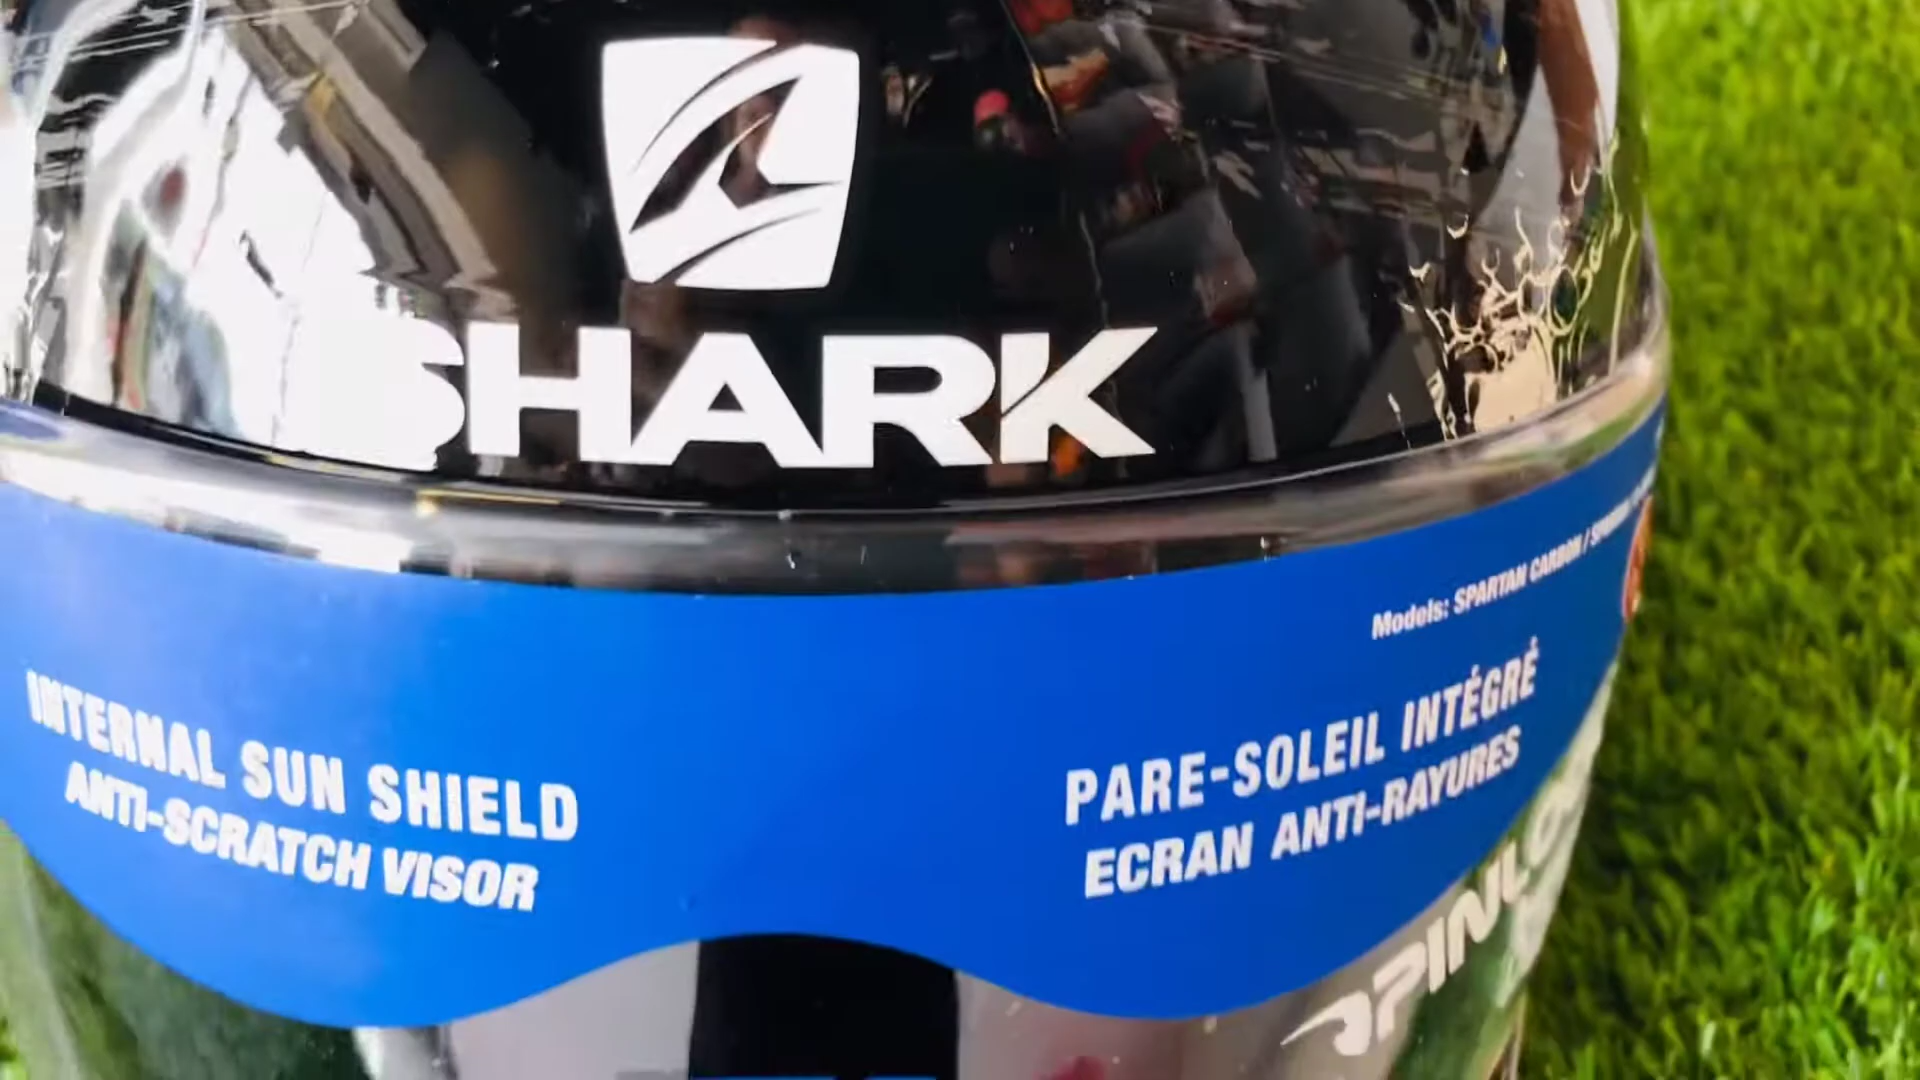 SHARK
Models: SPARTAN CARBON /
INTERNAL SUN SHIELD
ANTI-SCRATCH VISOR
PARE-SOLEIL INTÉGRÉ
ECRAN ANTI-RAYURES